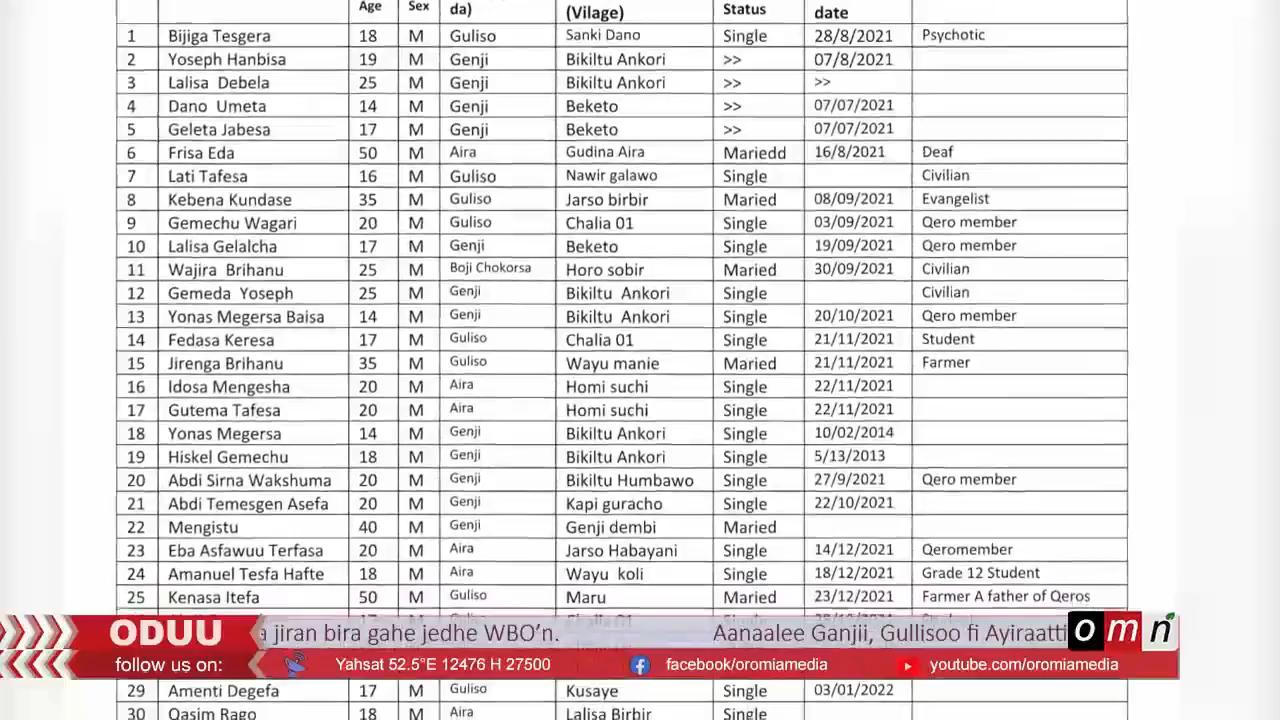 Age Sex da) (Vilage) Status date
1 Bijiga Tesgera 18 M Guliso Sanki Dano Single 28/8/2021 Psychotic
2 Yoseph Hanbisa 19 M Genji Bikiltu Ankori >> 07/8/2021
3 Lalisa Debela 25 M Genji Bikiltu Ankori >> >>
4 Dano Umeta 14 M Genji Beketo >> 07/07/2021
5 Geleta Jabesa 17 M Genji Beketo >> 07/07/2021
6 Frisa Eda 50 M Aira Gudina Aira Mariedd 16/8/2021 Deaf
7 Lati Tafesa 16 M Guliso Nawir galawo Single Civilian
8 Kebena Kundase 35 M Guliso Jarso birbir Maried 08/09/2021 Evangelist
9 Gemechu Wagari 20 M Guliso Chalia 01 Single 03/09/2021 Qero member
10 Lalisa Gelalcha 17 M Genji Beketo Single 19/09/2021 Qero member
11 Wajira Brihanu 25 M Boji Chokorsa Horo sobir Maried 30/09/2021 Civilian
12 Gemeda Yoseph 25 M Genji Bikiltu Ankori Single Civilian
13 Yonas Megersa Baisa 14 M Genji Bikiltu Ankori Single 20/10/2021 Qero member
14 Fedasa Keresa 17 M Guliso Chalia 01 Single 21/11/2021 Student
15 Jirenga Brihanu 35 M Guliso Wayu manie Maried 21/11/2021 Farmer
16 Idosa Mengesha 20 M Aira Homi suchi Single 22/11/2021
17 Gutema Tafesa 20 M Aira Homi suchi Single 22/11/2021
18 Yonas Megersa 14 M Genji Bikiltu Ankori Single 10/02/2014
19 Hiskel Gemechu 18 M Genji Bikiltu Ankori Single 5/13/2013
20 Abdi Sirna Wakshuma 20 M Genji Bikiltu Humbawo Single 27/9/2021 Qero member
21 Abdi Temesgen Asefa 20 M Genji Kapi guracho Single 22/10/2021
22 Mengistu 40 M Genji Genji dembi Maried
23 Eba Asfawuu Terfasa 20 M Aira Jarso Habayani Single 14/12/2021 Qeromember
24 Amanuel Tesfa Hafte 18 M Aira Wayu koli Single 18/12/2021 Grade 12 Student
25 Kenasa Itefa 50 M Guliso Maru Maried 23/12/2021 Farmer A father of Qeros
ODUU a jiran bira gahe jedhe WBO'n. Aanaalee Ganjii, Gullisoo fi Ayiraatti omn
follow us on: Yahsat 52.5°E 12476 H 27500 facebook/oromiamedia youtube.com/oromiamedia
29 Amenti Degefa 17 M Guliso Kusaye Single 03/01/2022
30 Qasim Rago 18 M Aira Lalisa Birbir Single